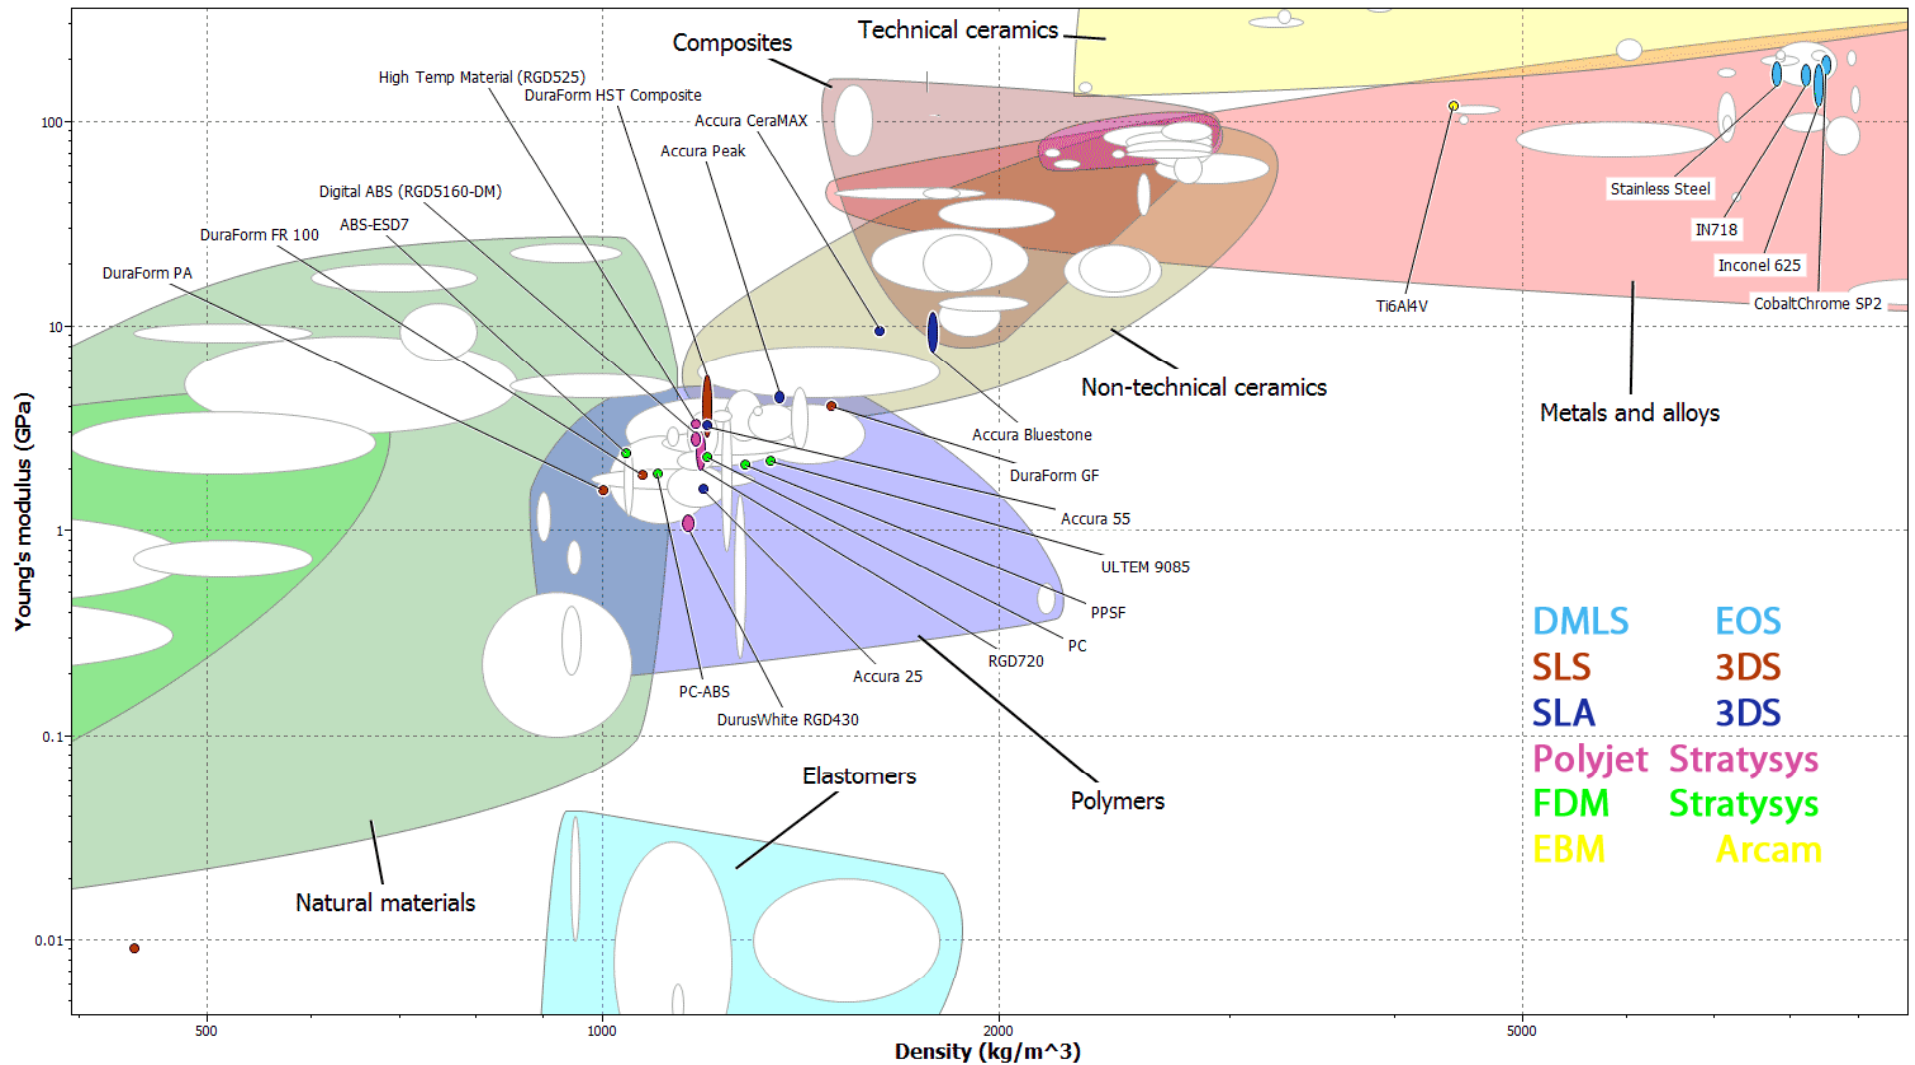 Technical ceramics
Composites
High Temp Material (RGD525)
DuraForm HST Composite
Accura CeraMAX
Accura Peak
Digital ABS (RGD5160-DM)
ABS-ESD7
DuraForm FR 100
DuraForm PA
Stainless Steel
IN718
Inconel 625
CobaltChrome SP2
Ti6Al4V
Non-technical ceramics
Metals and alloys
Accura Bluestone
DuraForm GF
Accura 55
ULTEM 9085
PPSF
PC
RGD720
Accura 25
PC-ABS
DurusWhite RGD430
Elastomers
Polymers
Natural materials
DMLS EOS
SLS 3DS
SLA 3DS
Polyjet Stratysys
FDM Stratysys
EBM Arcam
Young's modulus (GPa)
100
10
1
0.1
0.01
500
1000
2000
5000
Density (kg/m^3)